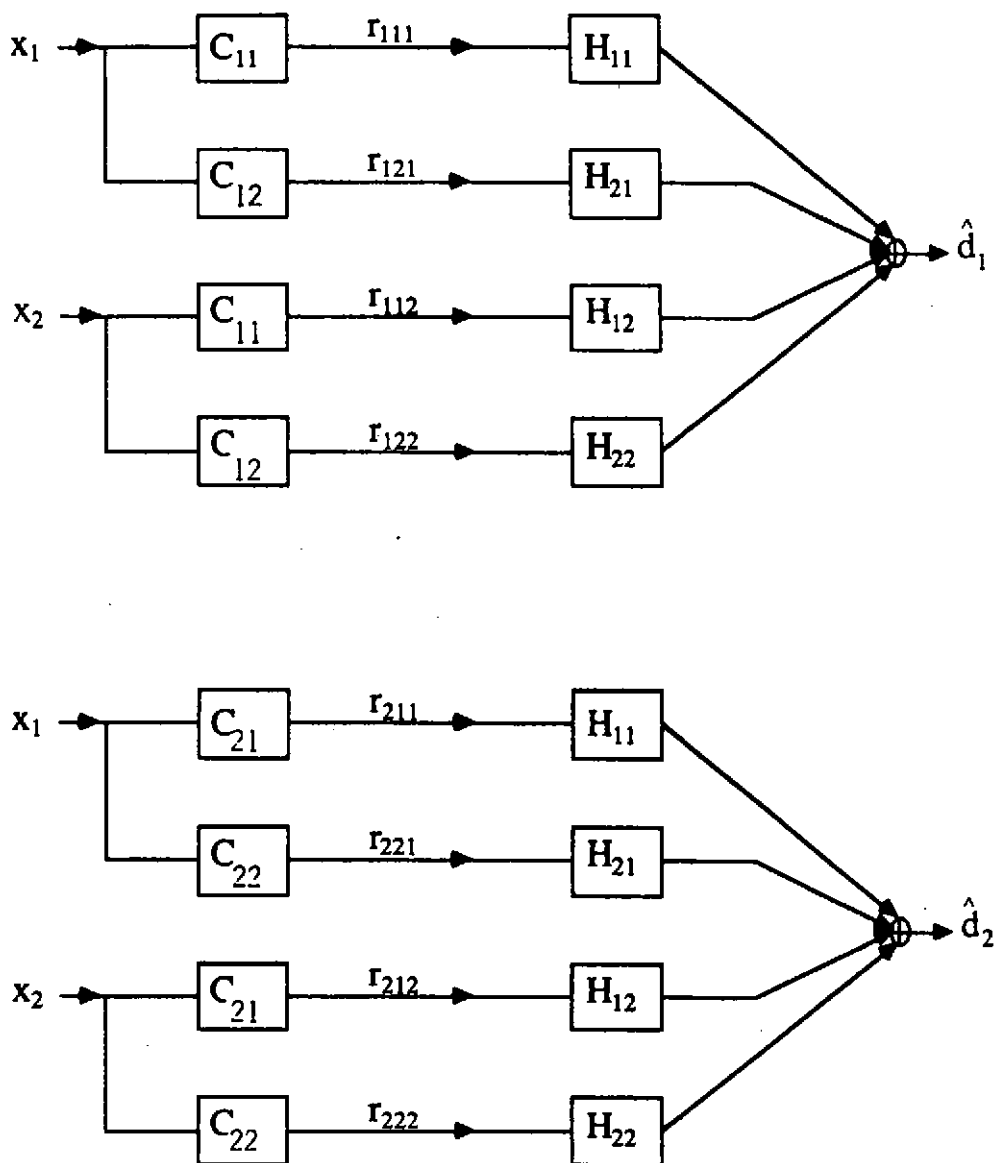 x₁ C₁₁ r₁₁₁ H₁₁
C₁₂ r₁₂₁ H₂₁
d̂₁
x₂ C₁₁ r₁₁₂ H₁₂
C₁₂ r₁₂₂ H₂₂
x₁ C₂₁ r₂₁₁ H₁₁
C₂₂ r₂₂₁ H₂₁
d̂₂
x₂ C₂₁ r₂₁₂ H₁₂
C₂₂ r₂₂₂ H₂₂